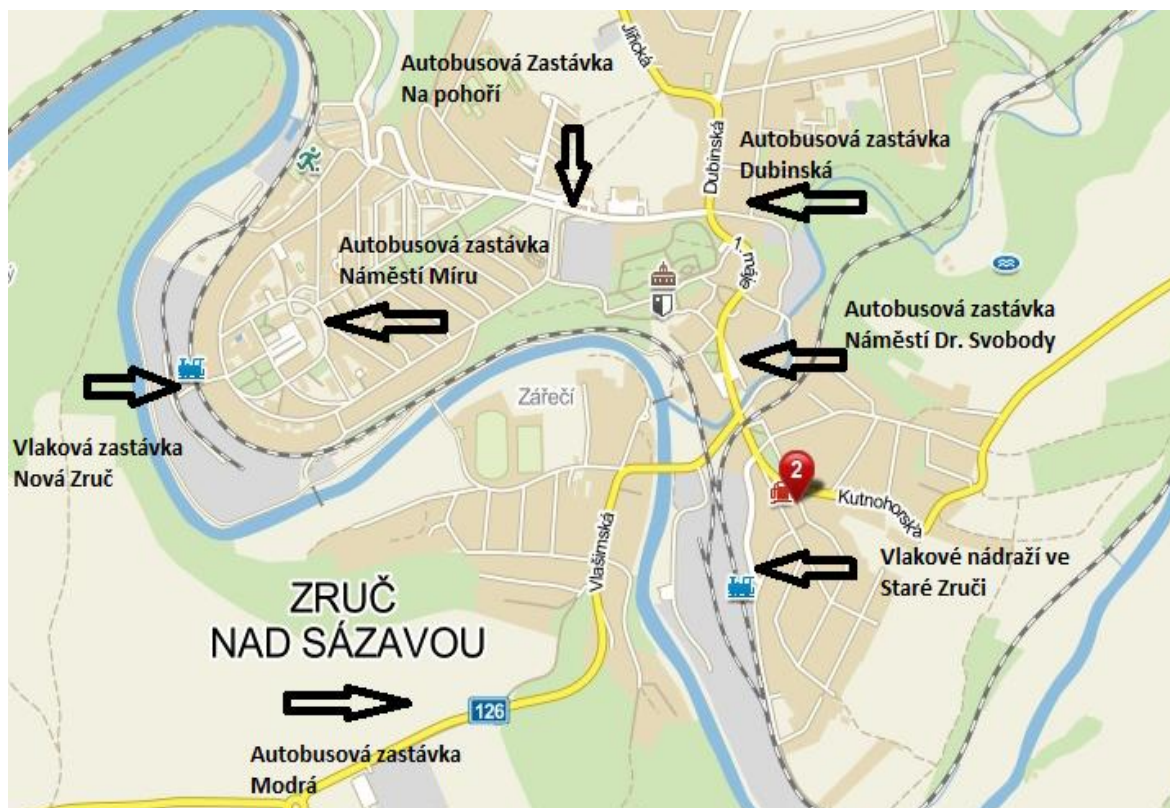 Jiřická
Autobusová Zastávka
Na pohoří
Dubinská
Autobusová zastávka
Dubinská
1. máje
Autobusová zastávka
Náměstí Míru
Autobusová zastávka
Náměstí Dr. Svobody
Zářečí
Vlaková zastávka
Nová Zruč
2
Kutnohorská
Vlašimská
Vlakové nádraží ve
Staré Zruči
ZRUČ
NAD SÁZAVOU
126
Autobusová zastávka
Modrá